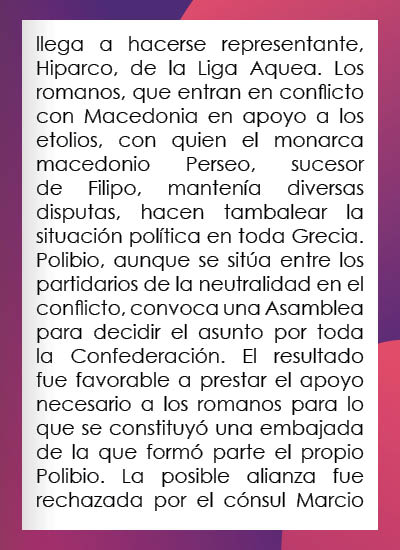 llega a hacerse representante,
Hiparco, de la Liga Aquea. Los
romanos, que entran en conflicto
con Macedonia en apoyo a los
etolios, con quien el monarca
macedonio Perseo, sucesor
de Filipo, mantenía diversas
disputas, hacen tambalear la
situación política en toda Grecia.
Polibio, aunque se sitúa entre los
partidarios de la neutralidad en el
conflicto, convoca una Asamblea
para decidir el asunto por toda
la Confederación. El resultado
fue favorable a prestar el apoyo
necesario a los romanos para lo
que se constituyó una embajada
de la que formó parte el propio
Polibio. La posible alianza fue
rechazada por el cónsul Marcio